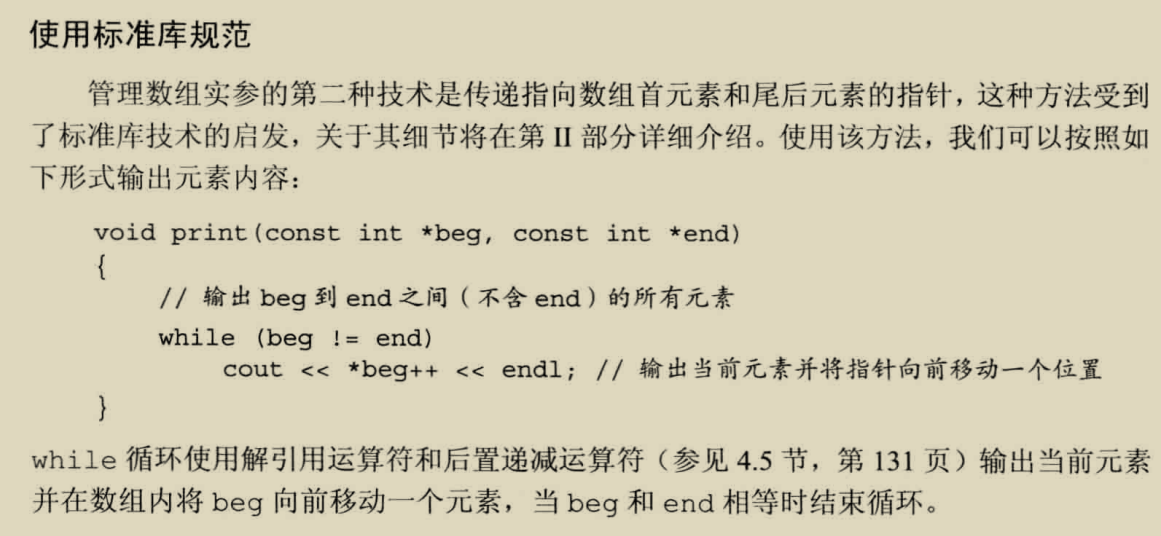 使用标准库规范
管理数组实参的第二种技术是传递指向数组首元素和尾后元素的指针，这种方法受到
了标准库技术的启发，关于其细节将在第 II 部分详细介绍。使用该方法，我们可以按照如
下形式输出元素内容：
void print(const int *beg, const int *end)
{
// 输出 beg 到 end 之间（不含 end）的所有元素
while (beg != end)
cout << *beg++ << endl; // 输出当前元素并将指针向前移动一个位置
}
while 循环使用解引用运算符和后置递减运算符（参见 4.5 节，第 131 页）输出当前元素
并在数组内将 beg 向前移动一个元素，当 beg 和 end 相等时结束循环。